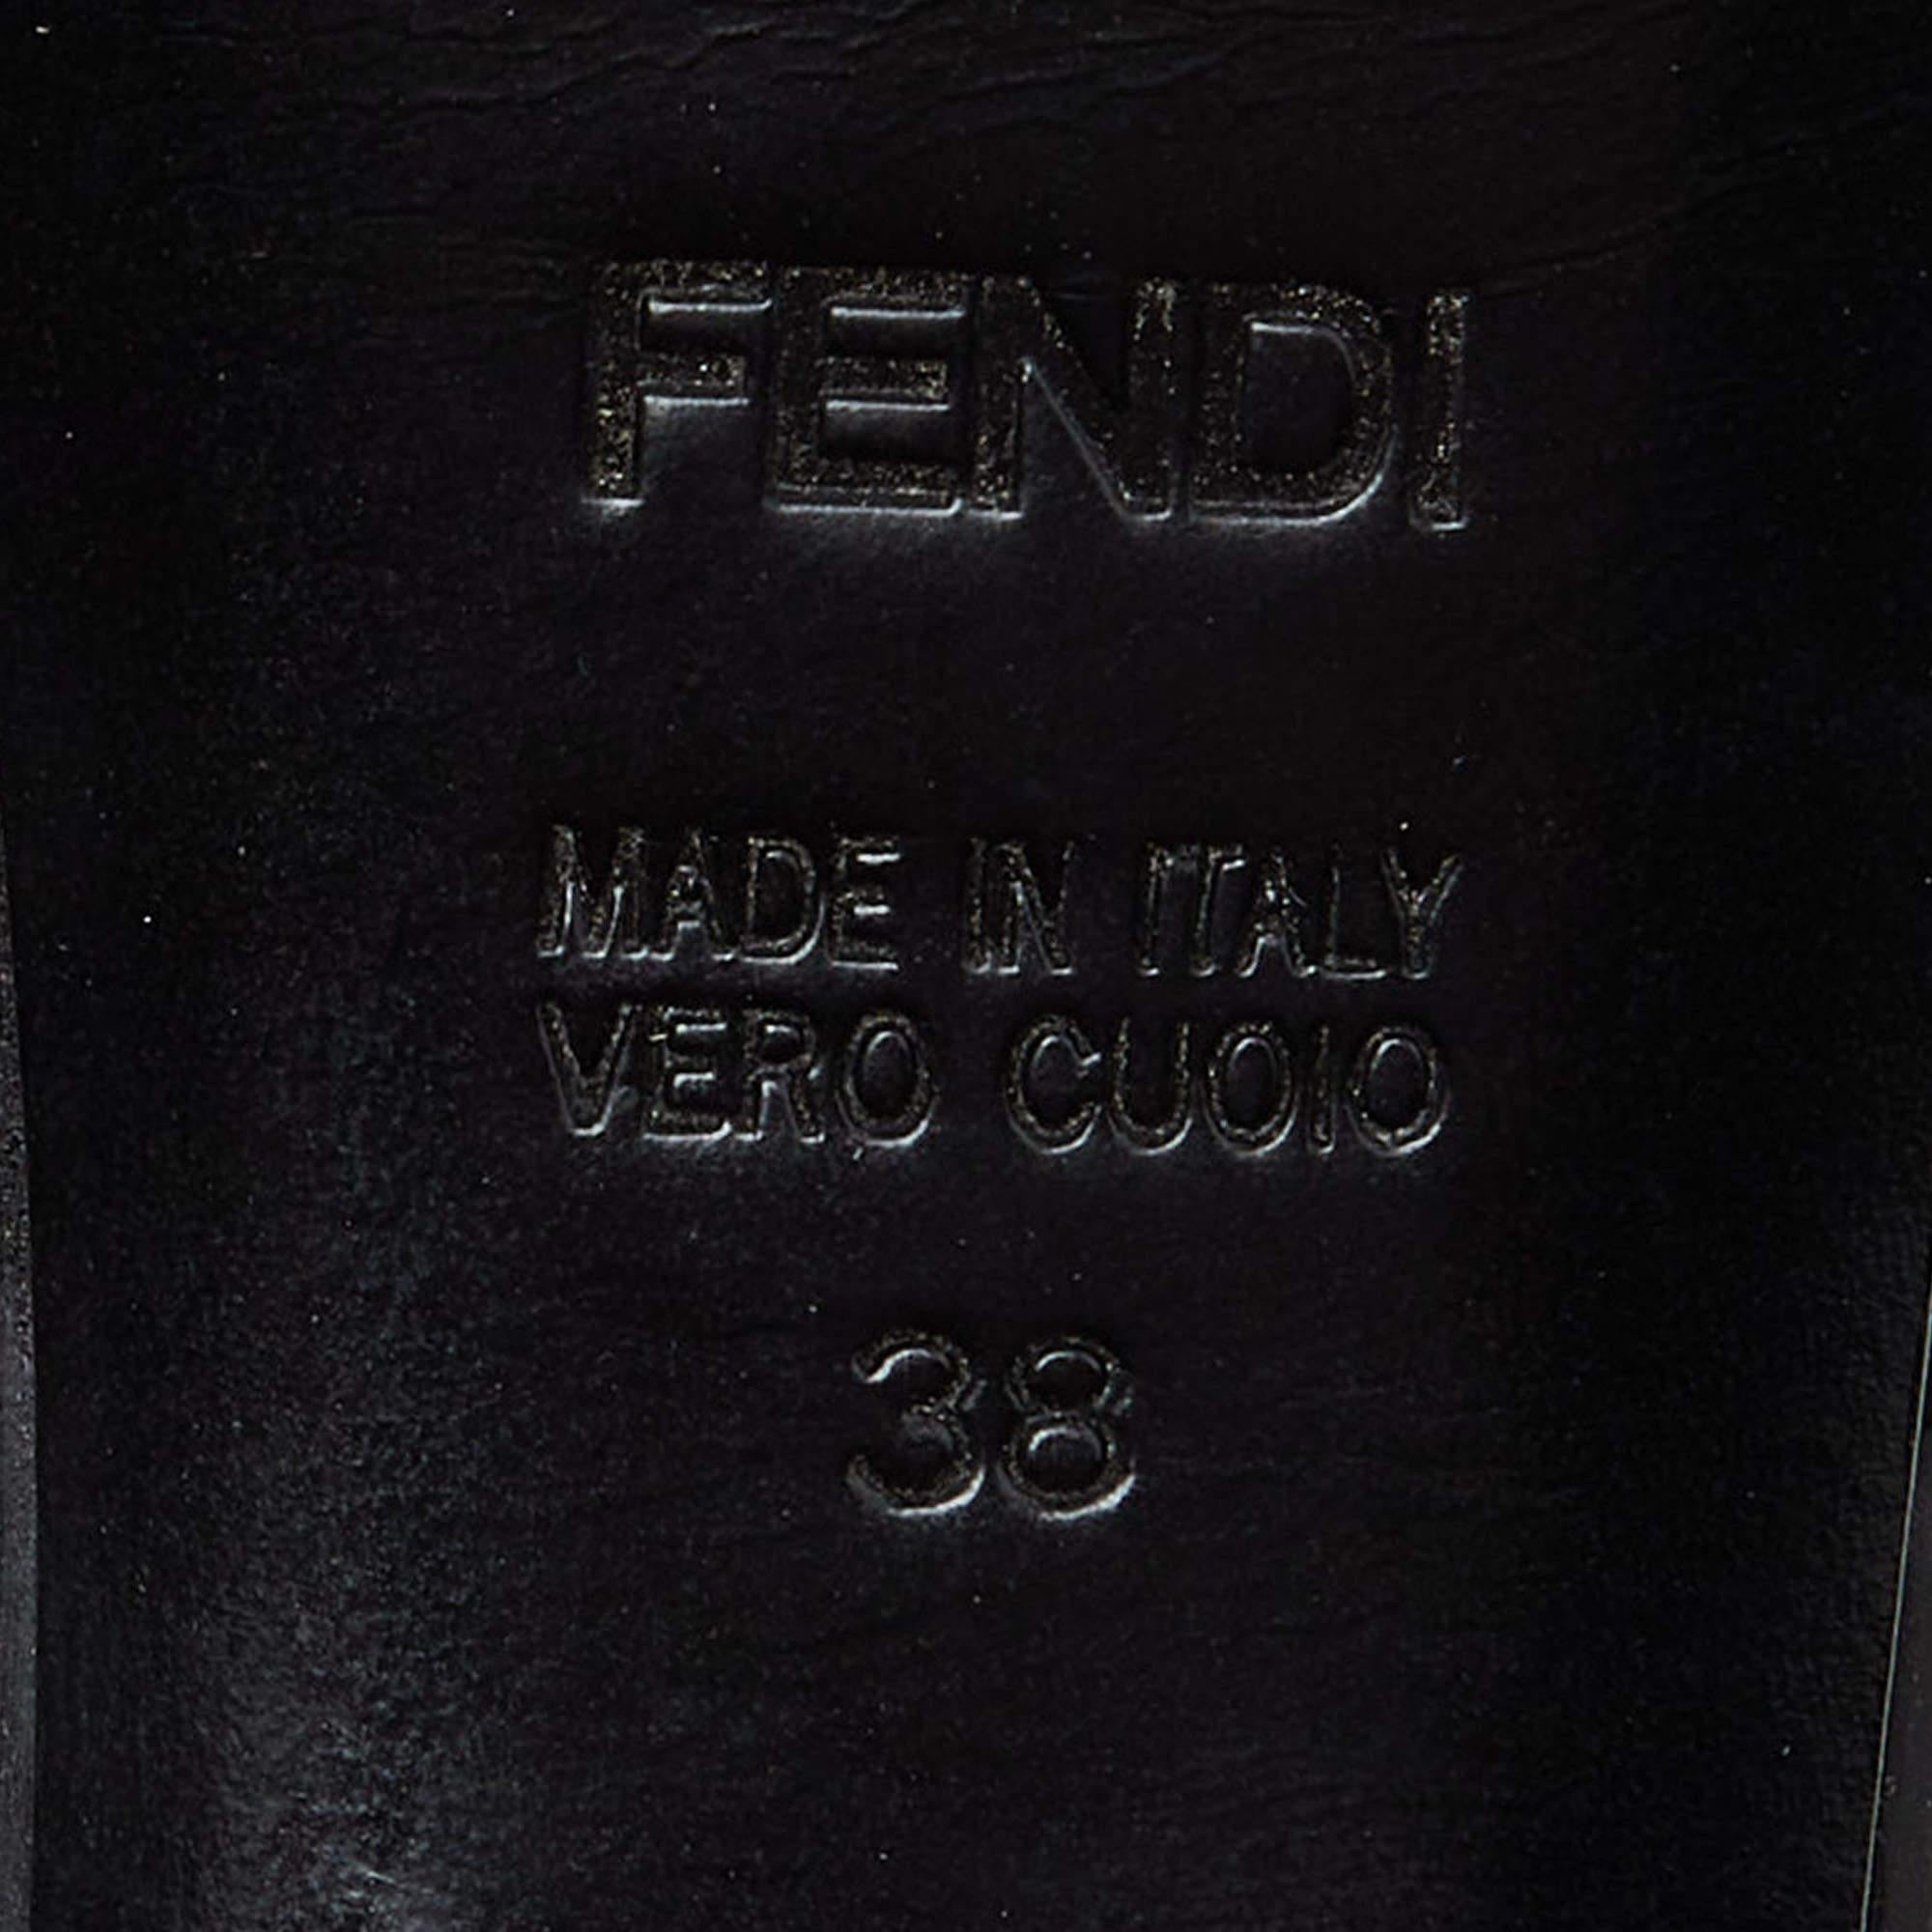 FENDI
MADE IN ITALY
VERO CUOIO
38